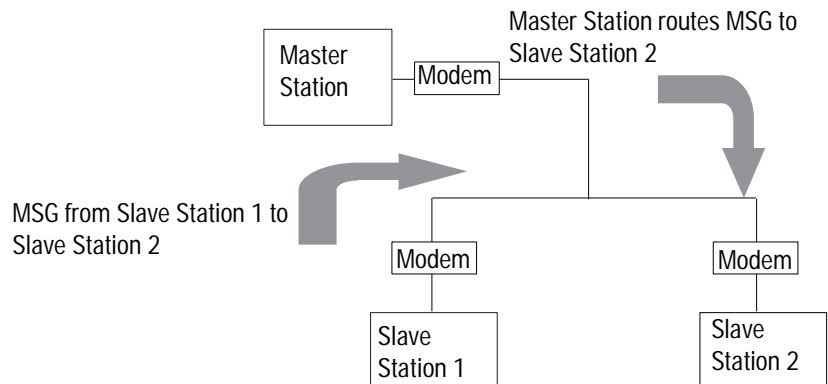 Master Station routes MSG to
Slave Station 2
Master
Station
Modem
MSG from Slave Station 1 to
Slave Station 2
Modem
Modem
Slave
Station 1
Slave
Station 2